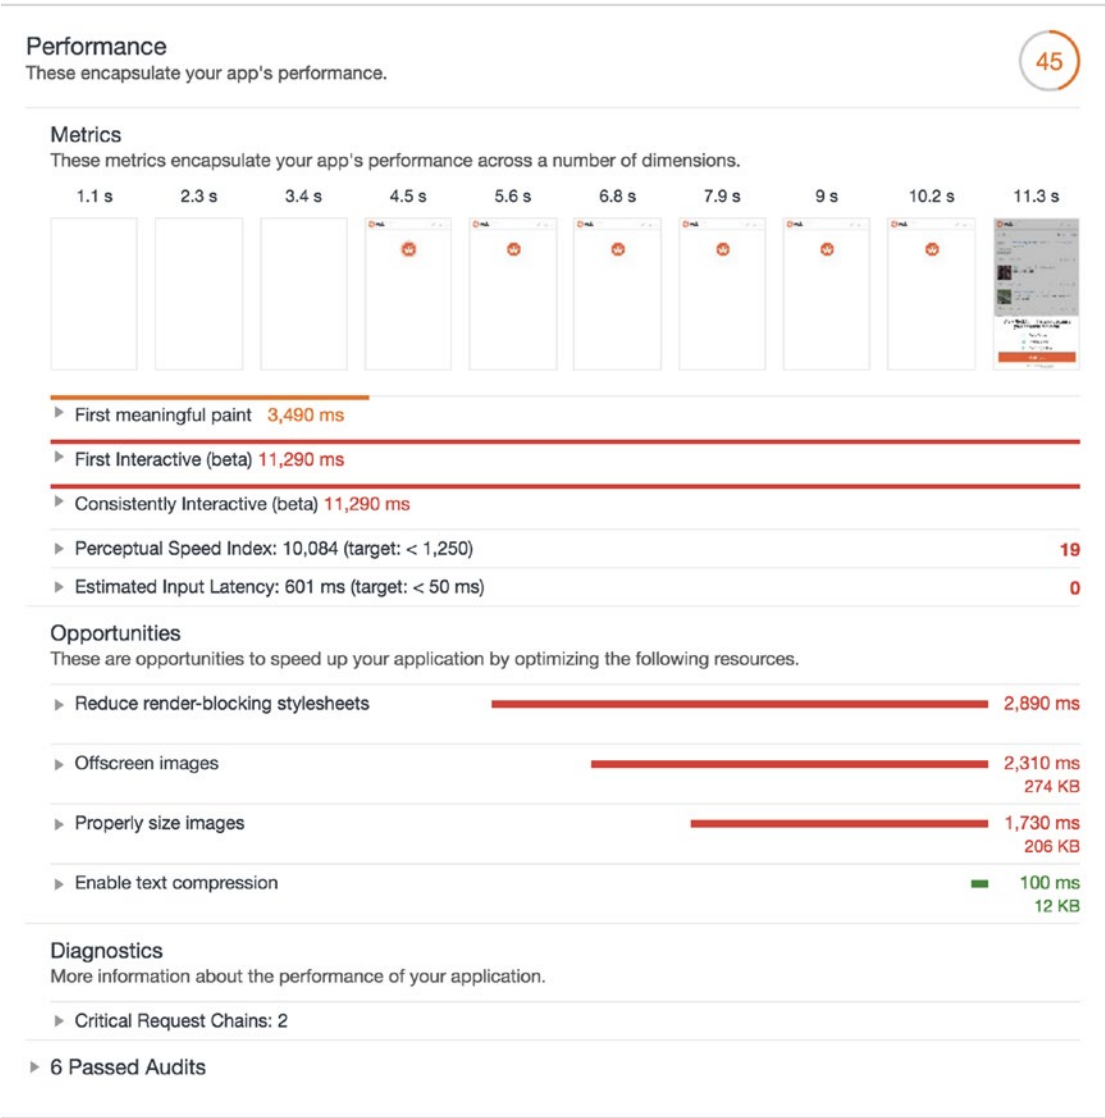 Performance
These encapsulate your app's performance.
45
Metrics
These metrics encapsulate your app's performance across a number of dimensions.
1.1 s 2.3 s 3.4 s 4.5 s 5.6 s 6.8 s 7.9 s 9 s 10.2 s 11.3 s
First meaningful paint 3,490 ms
First Interactive (beta) 11,290 ms
Consistently Interactive (beta) 11,290 ms
Perceptual Speed Index: 10,084 (target: < 1,250) 19
Estimated Input Latency: 601 ms (target: < 50 ms) 0
Opportunities
These are opportunities to speed up your application by optimizing the following resources.
Reduce render-blocking stylesheets 2,890 ms
Offscreen images 2,310 ms
274 KB
Properly size images 1,730 ms
206 KB
Enable text compression 100 ms
12 KB
Diagnostics
More information about the performance of your application.
Critical Request Chains: 2
6 Passed Audits